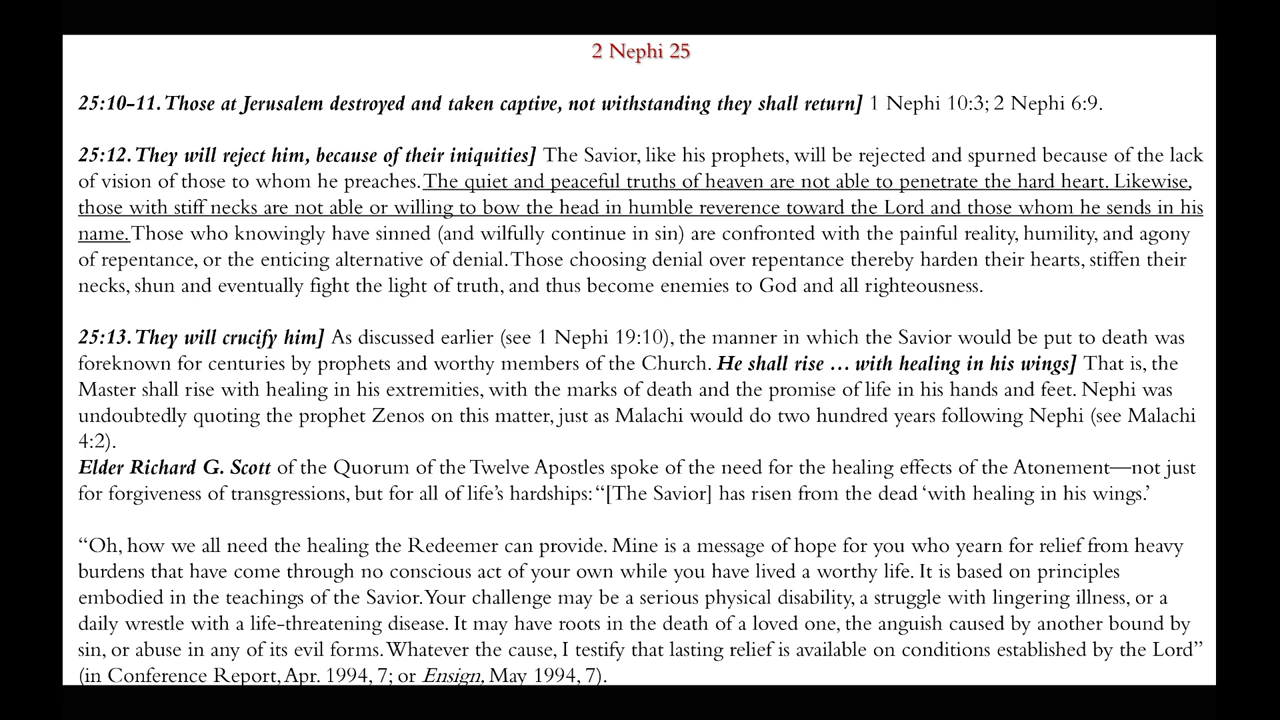 2 Nephi 25
25:10-11. Those at Jerusalem destroyed and taken captive, not withstanding they shall return] 1 Nephi 10:3; 2 Nephi 6:9.
25:12. They will reject him, because of their iniquities] The Savior, like his prophets, will be rejected and spurned because of the lack
of vision of those to whom he preaches. The quiet and peaceful truths of heaven are not able to penetrate the hard heart. Likewise,
those with stiff necks are not able or willing to bow the head in humble reverence toward the Lord and those whom he sends in his
name. Those who knowingly have sinned (and wilfully continue in sin) are confronted with the painful reality, humility, and agony
of repentance, or the enticing alternative of denial. Those choosing denial over repentance thereby harden their hearts, stiffen their
necks, shun and eventually fight the light of truth, and thus become enemies to God and all righteousness.
25:13. They will crucify him] As discussed earlier (see 1 Nephi 19:10), the manner in which the Savior would be put to death was
foreknown for centuries by prophets and worthy members of the Church. He shall rise … with healing in his wings] That is, the
Master shall rise with healing in his extremities, with the marks of death and the promise of life in his hands and feet. Nephi was
undoubtedly quoting the prophet Zenos on this matter, just as Malachi would do two hundred years following Nephi (see Malachi
4:2).
Elder Richard G. Scott of the Quorum of the Twelve Apostles spoke of the need for the healing effects of the Atonement—not just
for forgiveness of transgressions, but for all of life’s hardships: “[The Savior] has risen from the dead ‘with healing in his wings.’
“Oh, how we all need the healing the Redeemer can provide. Mine is a message of hope for you who yearn for relief from heavy
burdens that have come through no conscious act of your own while you have lived a worthy life. It is based on principles
embodied in the teachings of the Savior. Your challenge may be a serious physical disability, a struggle with lingering illness, or a
daily wrestle with a life-threatening disease. It may have roots in the death of a loved one, the anguish caused by another bound by
sin, or abuse in any of its evil forms. Whatever the cause, I testify that lasting relief is available on conditions established by the Lord”
(in Conference Report, Apr. 1994, 7; or Ensign, May 1994, 7).